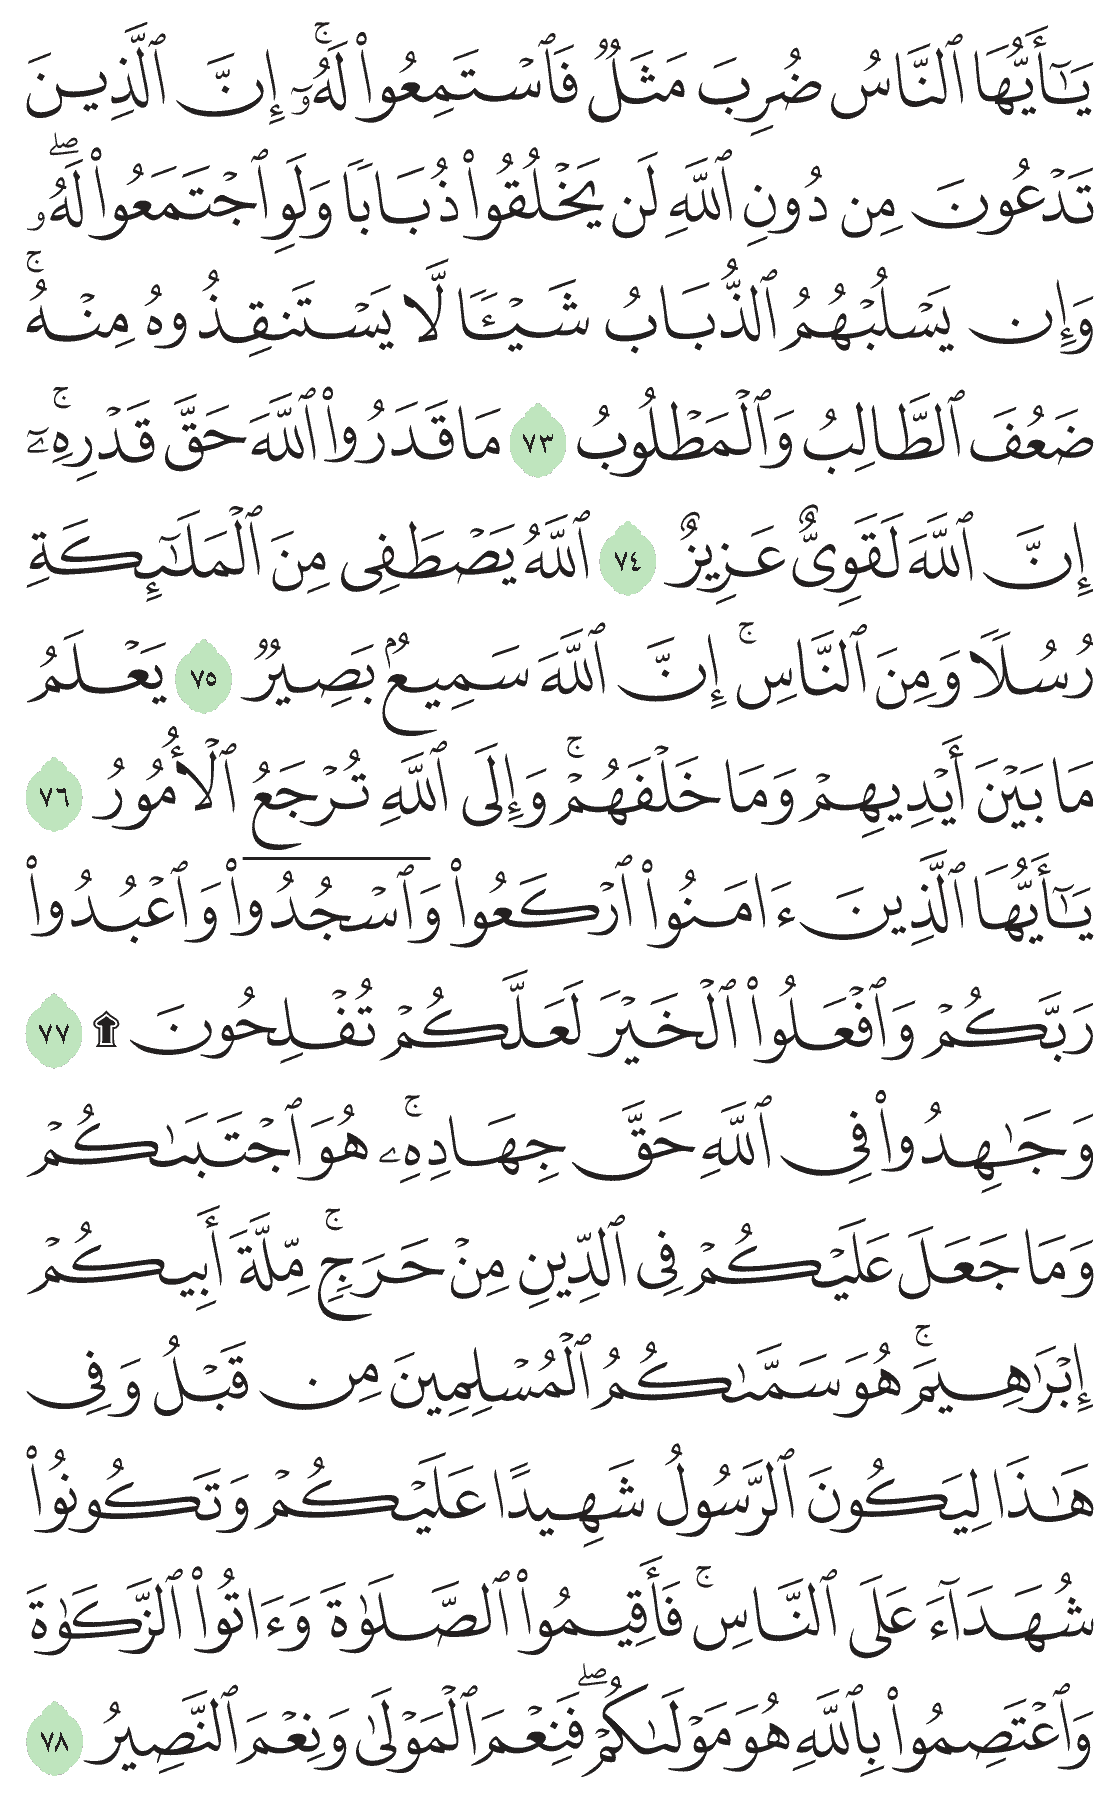 يَـٰٓأَيُّهَا ٱلنَّاسُ ضُرِبَ مَثَلٌ فَٱسْتَمِعُوا۟ لَهُۥٓ ۚ إِنَّ ٱلَّذِينَ
تَدْعُونَ مِن دُونِ ٱللَّهِ لَن يَخْلُقُوا۟ ذُبَابًا وَلَوِ ٱجْتَمَعُوا۟ لَهُۥ ۖ
وَإِن يَسْلُبْهُمُ ٱلذُّبَابُ شَيْـًٔا لَّا يَسْتَنقِذُوهُ مِنْهُ ۚ
ضَعُفَ ٱلطَّالِبُ وَٱلْمَطْلُوبُ ٧٣ مَا قَدَرُوا۟ ٱللَّهَ حَقَّ قَدْرِهِۦٓ ۚ
إِنَّ ٱللَّهَ لَقَوِىٌّ عَزِيزٌ ٧٤ ٱللَّهُ يَصْطَفِى مِنَ ٱلْمَلَـٰٓئِكَةِ
رُسُلًا وَمِنَ ٱلنَّاسِ ۚ إِنَّ ٱللَّهَ سَمِيعٌۢ بَصِيرٌ ٧٥ يَعْلَمُ
مَا بَيْنَ أَيْدِيهِمْ وَمَا خَلْفَهُمْ ۚ وَإِلَى ٱللَّهِ تُرْجَعُ ٱلْأُمُورُ ٧٦
يَـٰٓأَيُّهَا ٱلَّذِينَ ءَامَنُوا۟ ٱرْكَعُوا۟ وَٱسْجُدُوا۟ وَٱعْبُدُوا۟
رَبَّكُمْ وَٱفْعَلُوا۟ ٱلْخَيْرَ لَعَلَّكُمْ تُفْلِحُونَ ۩ ٧٧
وَجَـٰهِدُوا۟ فِى ٱللَّهِ حَقَّ جِهَادِهِۦ ۚ هُوَ ٱجْتَبَىٰكُمْ
وَمَا جَعَلَ عَلَيْكُمْ فِى ٱلدِّينِ مِنْ حَرَجٍ ۚ مِّلَّةَ أَبِيكُمْ
إِبْرَٰهِيمَ ۚ هُوَ سَمَّىٰكُمُ ٱلْمُسْلِمِينَ مِن قَبْلُ وَفِى
هَـٰذَا لِيَكُونَ ٱلرَّسُولُ شَهِيدًا عَلَيْكُمْ وَتَكُونُوا۟
شُهَدَآءَ عَلَى ٱلنَّاسِ ۚ فَأَقِيمُوا۟ ٱلصَّلَوٰةَ وَءَاتُوا۟ ٱلزَّكَوٰةَ
وَٱعْتَصِمُوا۟ بِٱللَّهِ هُوَ مَوْلَىٰكُمْ ۖ فَنِعْمَ ٱلْمَوْلَىٰ وَنِعْمَ ٱلنَّصِيرُ ٧٨